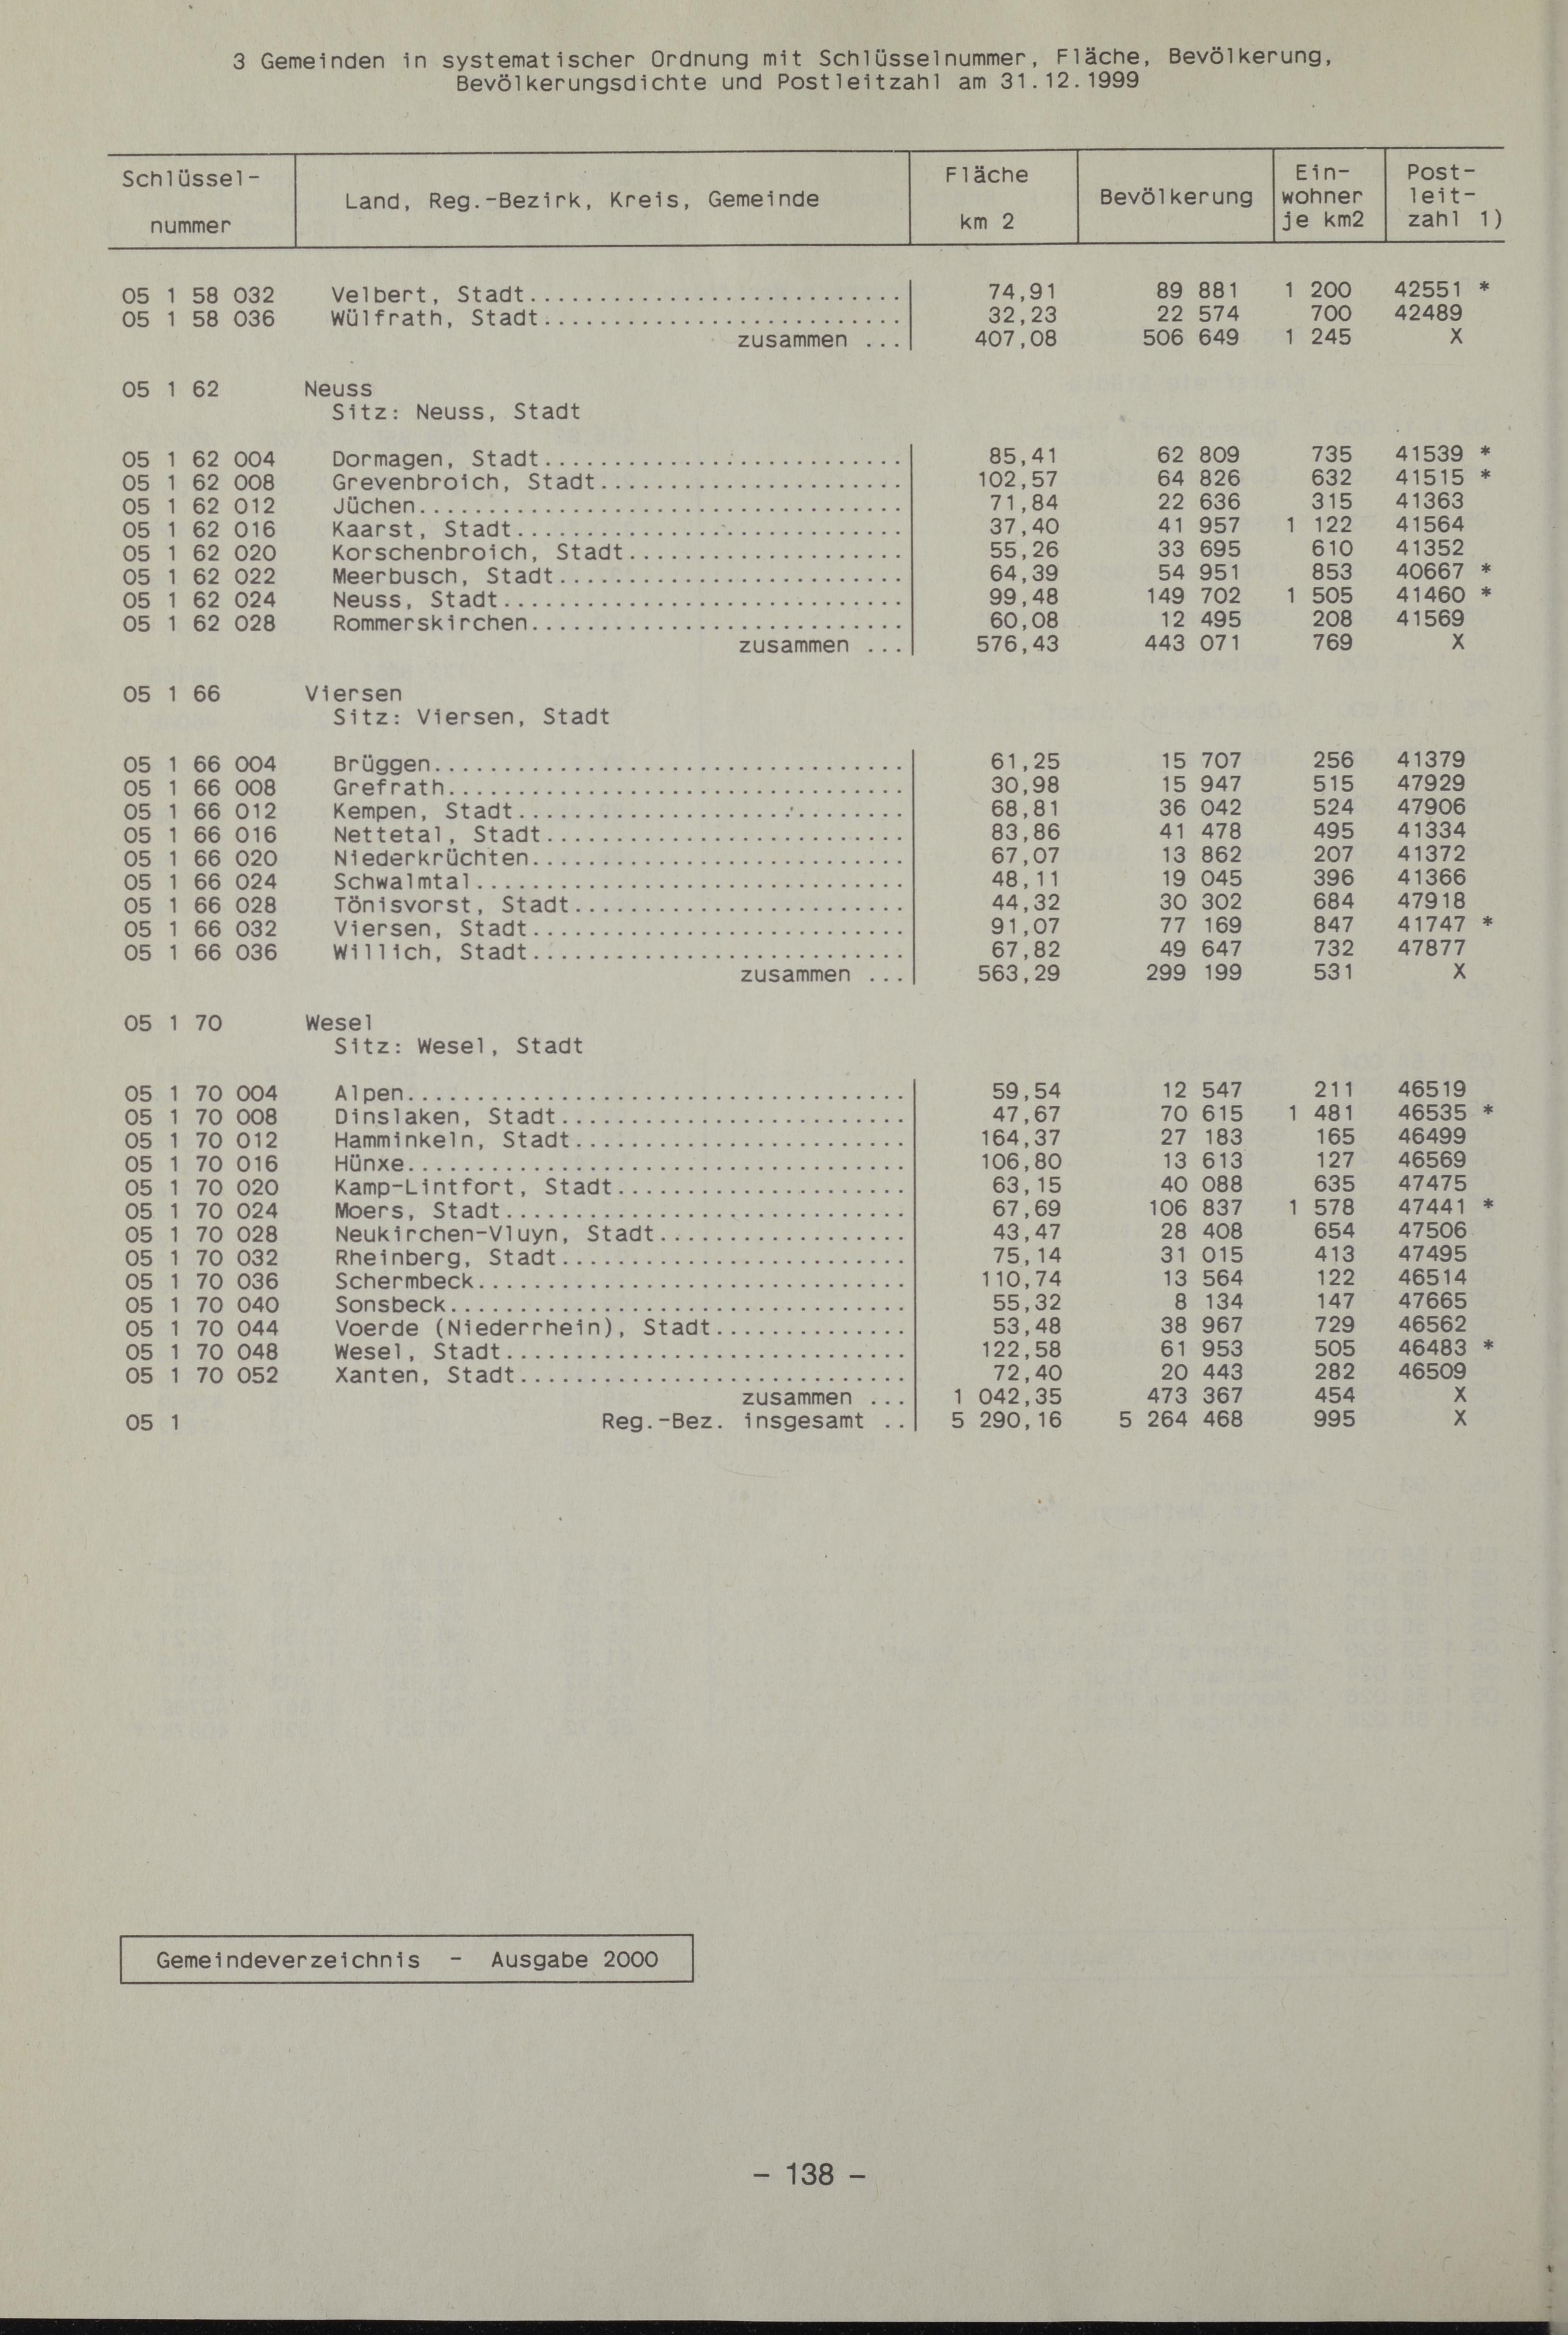 3 Gemeinden in systematischer Ordnung mit Schlüsselnummer, Fläche, Bevölkerung,
Bevölkerungsdichte und Postleitzahl am 31.12.1999
Schlüssel-
nummer
Land, Reg.-Bezirk, Kreis, Gemeinde
Fläche
km 2
Bevölkerung
Ein-
wohner
je km2
Post-
leit-
zahl 1)
05 1 58 032 Velbert, Stadt........................... 74,91 89 881 1 200 42551 *
05 1 58 036 Wülfrath, Stadt.......................... 32,23 22 574 700 42489
zusammen ... 407,08 506 649 1 245 X
05 1 62 Neuss
Sitz: Neuss, Stadt
05 1 62 004 Dormagen, Stadt.......................... 85,41 62 809 735 41539 *
05 1 62 008 Grevenbroich, Stadt...................... 102,57 64 826 632 41515 *
05 1 62 012 Jüchen................................... 71,84 22 636 315 41363
05 1 62 016 Kaarst, Stadt............................ 37,40 41 957 1 122 41564
05 1 62 020 Korschenbroich, Stadt.................... 55,26 33 695 610 41352
05 1 62 022 Meerbusch, Stadt......................... 64,39 54 951 853 40667 *
05 1 62 024 Neuss, Stadt............................. 99,48 149 702 1 505 41460 *
05 1 62 028 Rommerskirchen........................... 60,08 12 495 208 41569
zusammen ... 576,43 443 071 769 X
05 1 66 Viersen
Sitz: Viersen, Stadt
05 1 66 004 Brüggen.................................. 61,25 15 707 256 41379
05 1 66 008 Grefrath................................. 30,98 15 947 515 47929
05 1 66 012 Kempen, Stadt............................ 68,81 36 042 524 47906
05 1 66 016 Nettetal, Stadt.......................... 83,86 41 478 495 41334
05 1 66 020 Niederkrüchten........................... 67,07 13 862 207 41372
05 1 66 024 Schwalmtal............................... 48,11 19 045 396 41366
05 1 66 028 Tönisvorst, Stadt........................ 44,32 30 302 684 47918
05 1 66 032 Viersen, Stadt........................... 91,07 77 169 847 41747 *
05 1 66 036 Willich, Stadt........................... 67,82 49 647 732 47877
zusammen ... 563,29 299 199 531 X
05 1 70 Wesel
Sitz: Wesel, Stadt
05 1 70 004 Alpen.................................... 59,54 12 547 211 46519
05 1 70 008 Dinslaken, Stadt......................... 47,67 70 615 1 481 46535 *
05 1 70 012 Hamminkeln, Stadt........................ 164,37 27 183 165 46499
05 1 70 016 Hünxe.................................... 106,80 13 613 127 46569
05 1 70 020 Kamp-Lintfort, Stadt..................... 63,15 40 088 635 47475
05 1 70 024 Moers, Stadt............................. 67,69 106 837 1 578 47441 *
05 1 70 028 Neukirchen-Vluyn, Stadt.................. 43,47 28 408 654 47506
05 1 70 032 Rheinberg, Stadt......................... 75,14 31 015 413 47495
05 1 70 036 Schermbeck............................... 110,74 13 564 122 46514
05 1 70 040 Sonsbeck................................. 55,32 8 134 147 47665
05 1 70 044 Voerde (Niederrhein), Stadt.............. 53,48 38 967 729 46562
05 1 70 048 Wesel, Stadt............................. 122,58 61 953 505 46483 *
05 1 70 052 Xanten, Stadt............................ 72,40 20 443 282 46509
zusammen ... 1 042,35 473 367 454 X
05 1 Reg.-Bez. insgesamt .. 5 290,16 5 264 468 995 X
Gemeindeverzeichnis - Ausgabe 2000
- 138 -